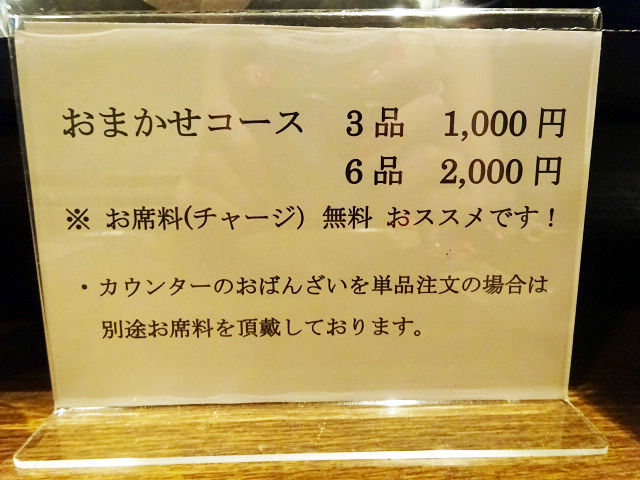 おまかせコース 3品 1,000円
6品 2,000円
※ お席料(チャージ) 無料 おススメです！
・カウンターのおばんざいを単品注文の場合は
別途お席料を頂戴しております。